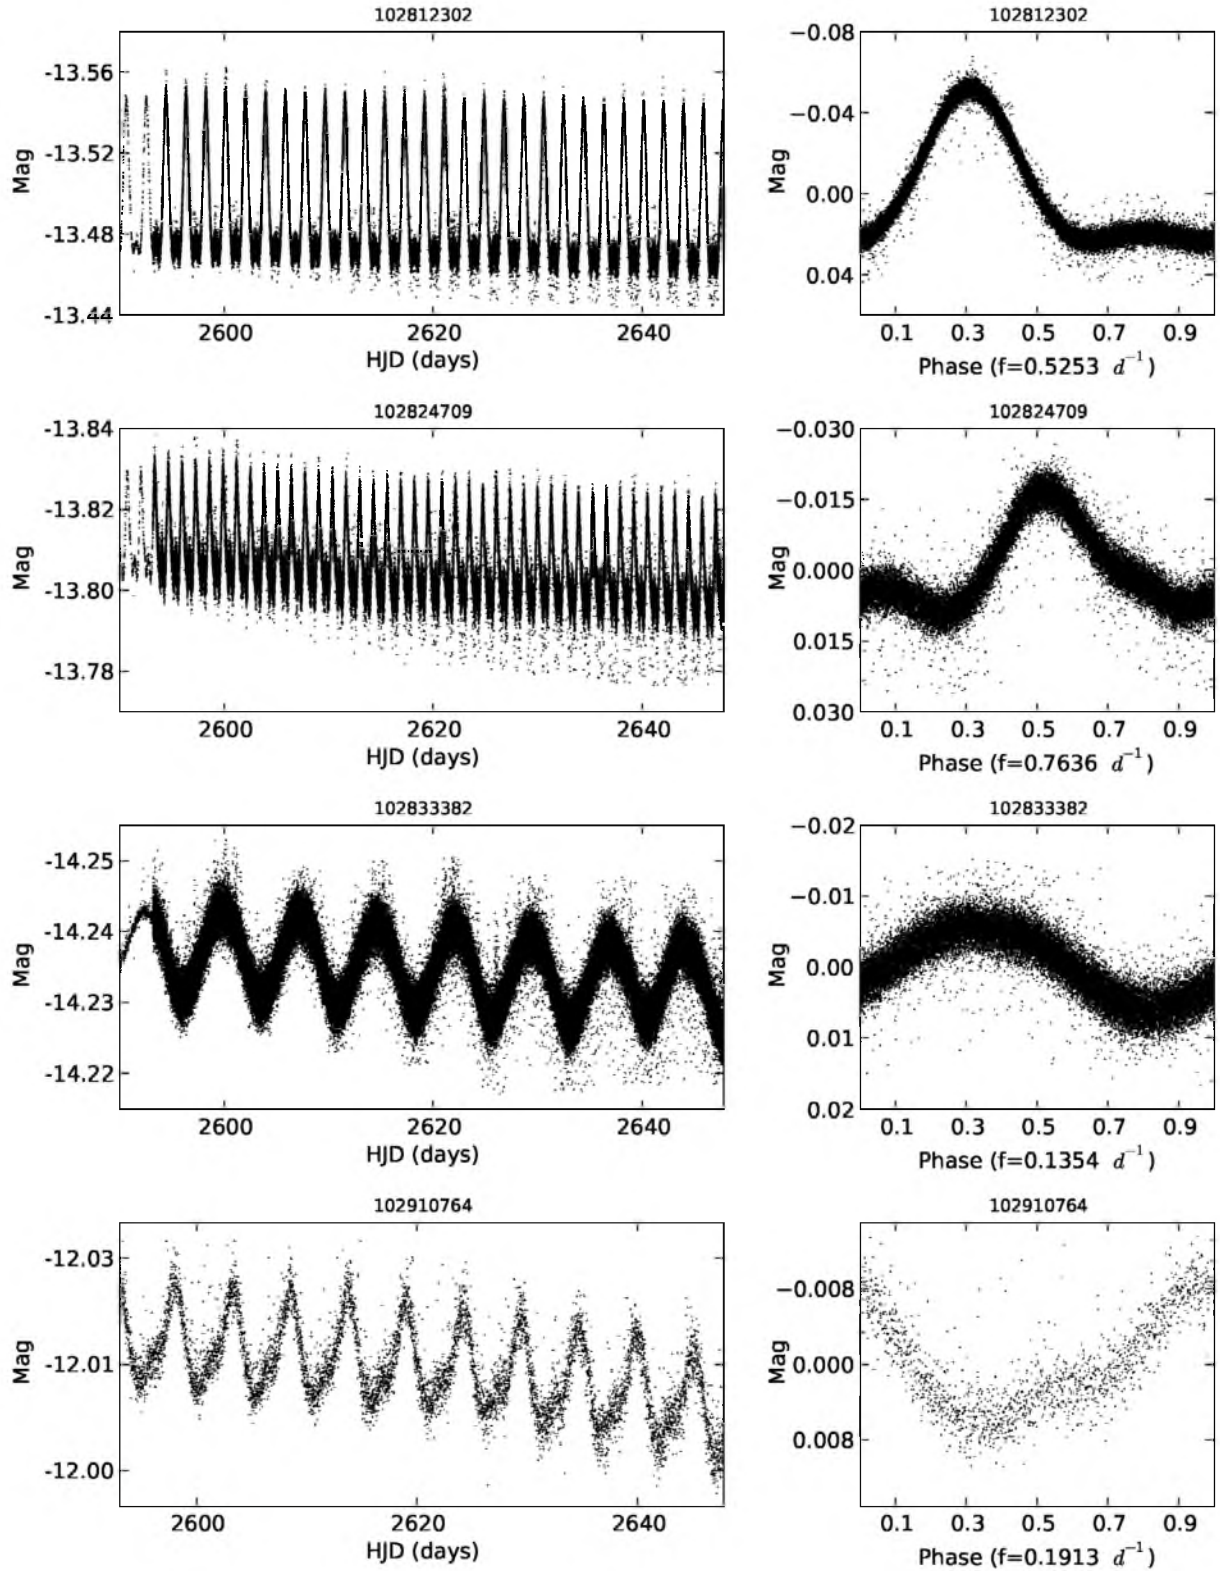 102812302
-13.56
-13.52
-13.48
-13.44
Mag
2600 2620 2640
HJD (days)
102812302
−0.08
−0.04
0.00
0.04
Mag
0.1 0.3 0.5 0.7 0.9
Phase (f=0.5253 d⁻¹)
102824709
-13.84
-13.82
-13.80
-13.78
Mag
2600 2620 2640
HJD (days)
102824709
−0.030
−0.015
0.000
0.015
0.030
Mag
0.1 0.3 0.5 0.7 0.9
Phase (f=0.7636 d⁻¹)
102833382
-14.25
-14.24
-14.23
-14.22
Mag
2600 2620 2640
HJD (days)
102833382
−0.02
−0.01
0.00
0.01
0.02
Mag
0.1 0.3 0.5 0.7 0.9
Phase (f=0.1354 d⁻¹)
102910764
-12.03
-12.01
-12.00
Mag
2600 2620 2640
HJD (days)
102910764
−0.008
0.000
0.008
Mag
0.1 0.3 0.5 0.7 0.9
Phase (f=0.1913 d⁻¹)